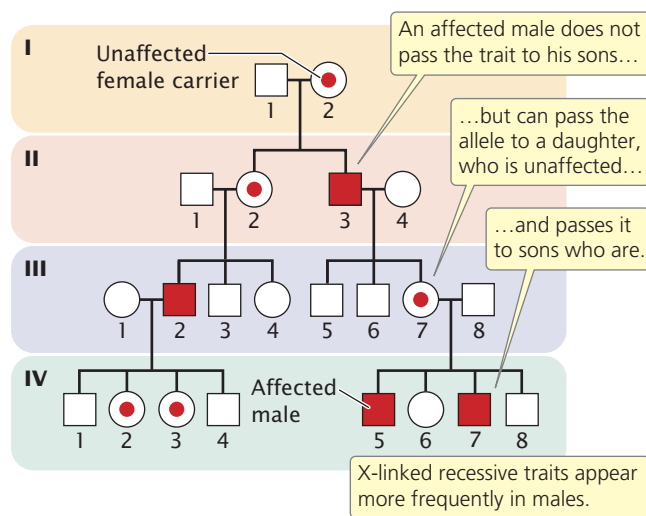 An affected male does not
pass the trait to his sons…
I
Unaffected
female carrier
1 2
…but can pass the
allele to a daughter,
who is unaffected…
II
1 2 3 4
…and passes it
to sons who are.
III
1 2 3 4 5 6 7 8
IV
Affected
male
1 2 3 4 5 6 7 8
X-linked recessive traits appear
more frequently in males.